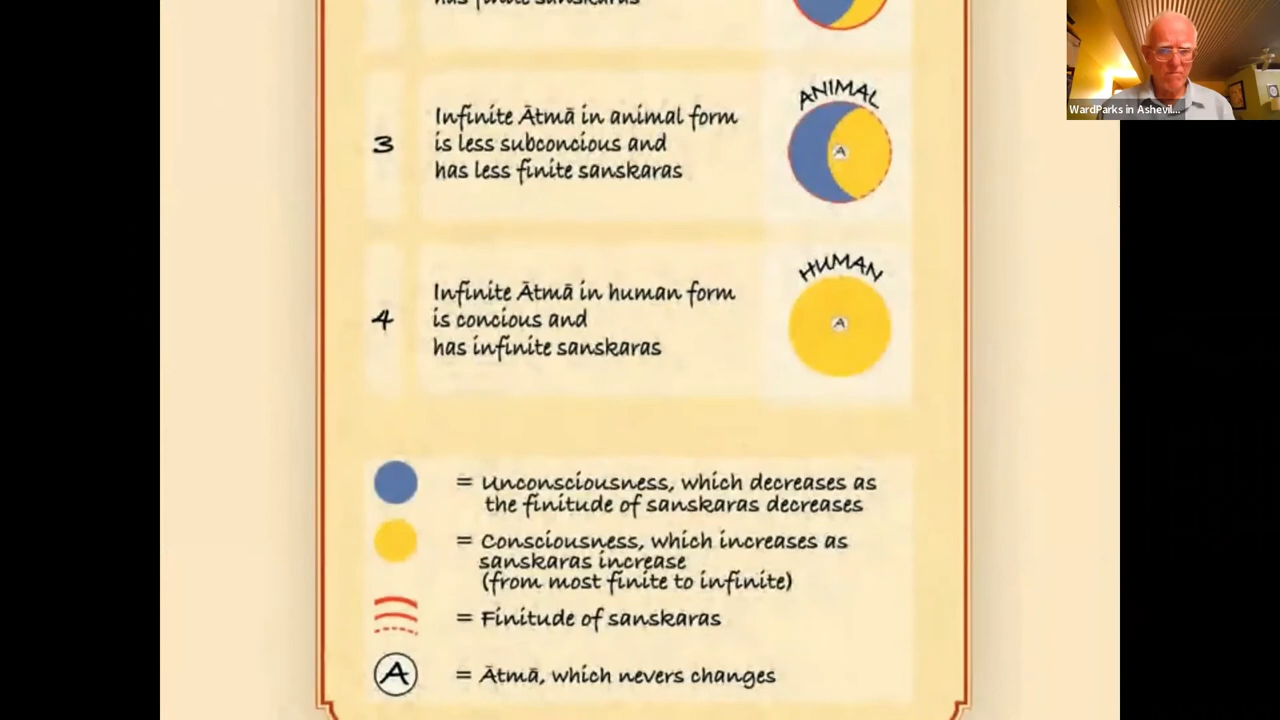 has finite sanskaras
ANIMAL
3
Infinite Ātmā in animal form
is less subconcious and
has less finite sanskaras
A
HUMAN
4
Infinite Ātmā in human form
is concious and
has infinite sanskaras
A
= Unconsciousness, which decreases as
the finitude of sanskaras decreases
= Consciousness, which increases as
sanskaras increase
(from most finite to infinite)
= Finitude of sanskaras
A
= Ātmā, which nevers changes
WardParks in Ashevil...